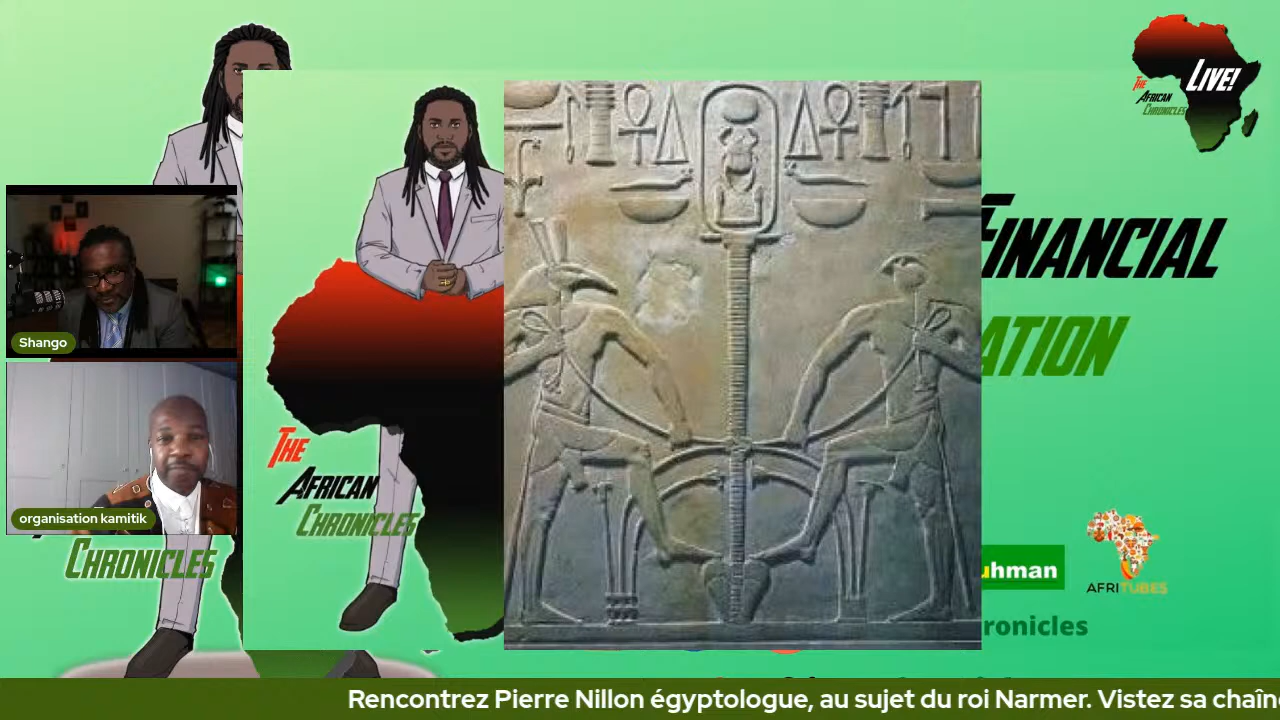 LIVE!
THE
AFRICAN
CHRONICLES
FINANCIAL
ATION
Shango
THE
AFRICAN
CHRONICLES
organisation kamitik
CHRONICLES
uhman
AFRITUBES
ronicles
Rencontrez Pierre Nillon égyptologue, au sujet du roi Narmer. Vistez sa chaîn